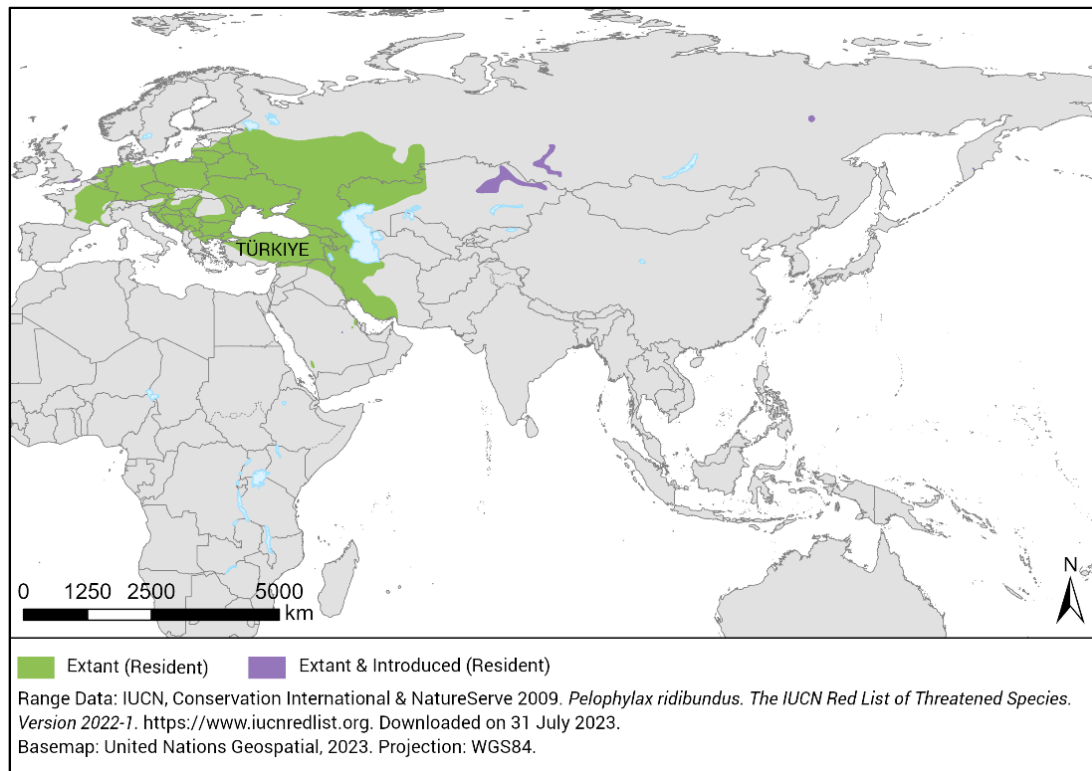 TÜRKIYE
N
0 1250 2500 5000
km
Extant (Resident) Extant & Introduced (Resident)
Range Data: IUCN, Conservation International & NatureServe 2009. Pelophylax ridibundus. The IUCN Red List of Threatened Species.
Version 2022-1. https://www.iucnredlist.org. Downloaded on 31 July 2023.
Basemap: United Nations Geospatial, 2023. Projection: WGS84.